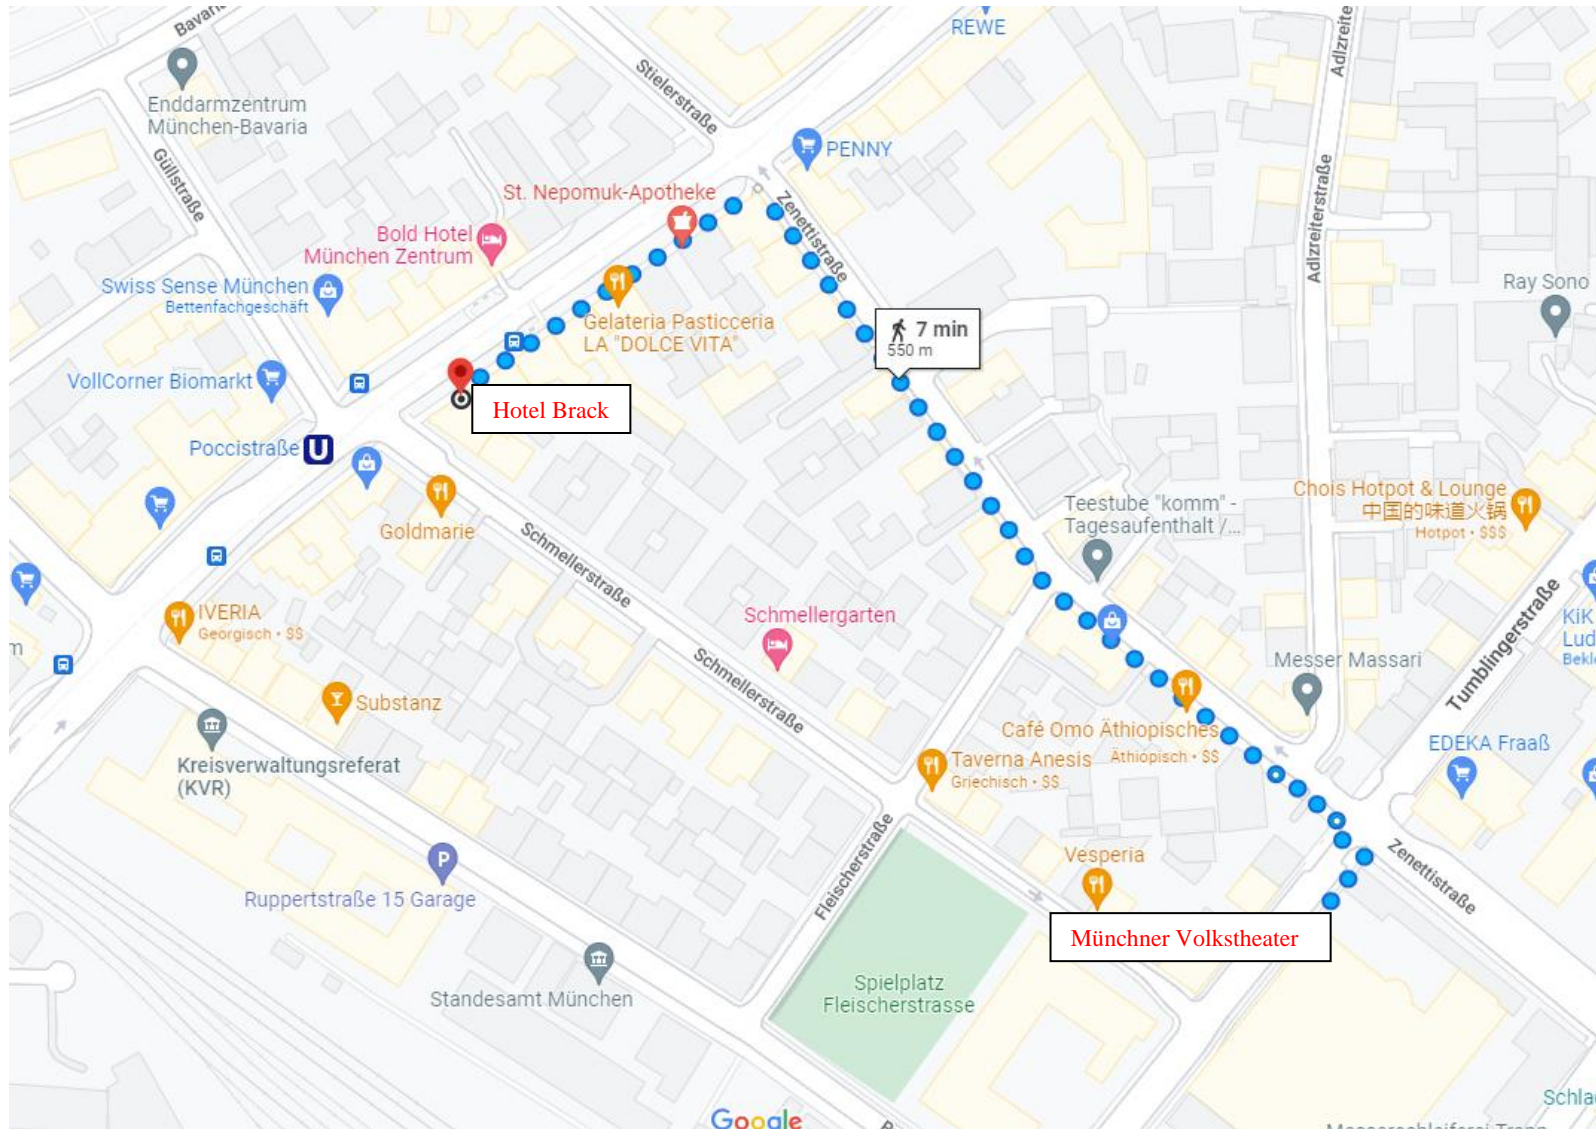 Bavaria
REWE
Adlzreite
Enddarmzentrum
München-Bavaria
Stielerstraße
PENNY
Güllstraße
St. Nepomuk-Apotheke
Zenettistraße
Adlzreiterstraße
Bold Hotel
München Zentrum
Swiss Sense München
Bettenfachgeschäft
Ray Sono
Gelateria Pasticceria
LA "DOLCE VITA"
7 min
550 m
VollCorner Biomarkt
Hotel Brack
Poccistraße
U
Goldmarie
Teestube "komm" -
Tagesaufenthalt /...
Chois Hotpot & Lounge
中国的味道火锅
Hotpot • $$$
Schmellerstraße
IVERIA
Georgisch • $$
Schmellergarten
KiK
Lud
Bekle
m
Schmellerstraße
Messer Massari
Tumblingerstraße
Substanz
Café Omo Äthiopisches
Äthiopisch • $$
EDEKA Fraaß
Kreisverwaltungsreferat
(KVR)
Taverna Anesis
Griechisch • $$
Fleischerstraße
Vesperia
Zenettistraße
P
Ruppertstraße 15 Garage
Münchner Volkstheater
Standesamt München
Spielplatz
Fleischerstrasse
Schla
Google